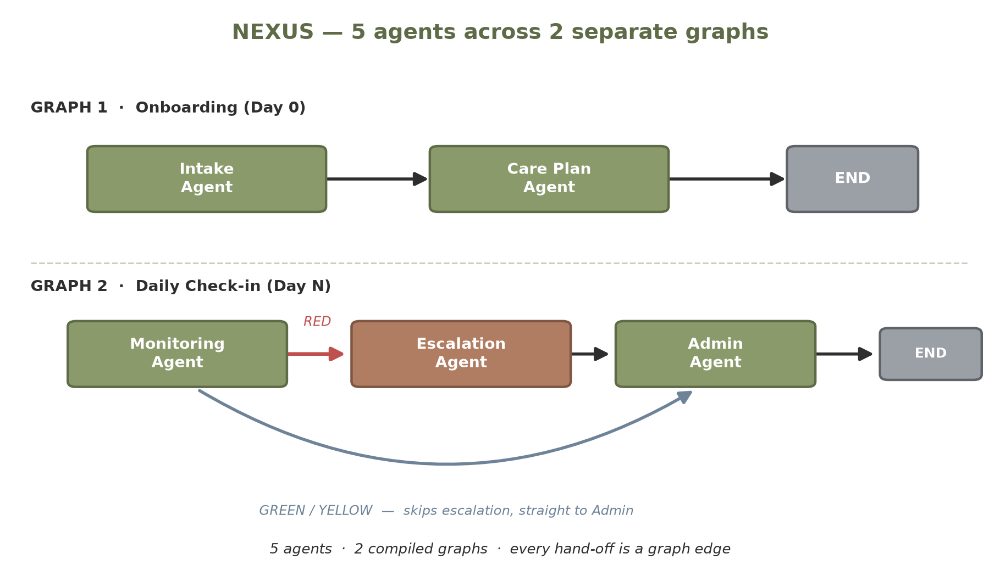 NEXUS — 5 agents across 2 separate graphs
GRAPH 1 · Onboarding (Day 0)
Intake
Agent
Care Plan
Agent
END
GRAPH 2 · Daily Check-in (Day N)
Monitoring
Agent
RED
Escalation
Agent
Admin
Agent
END
GREEN / YELLOW — skips escalation, straight to Admin
5 agents · 2 compiled graphs · every hand-off is a graph edge